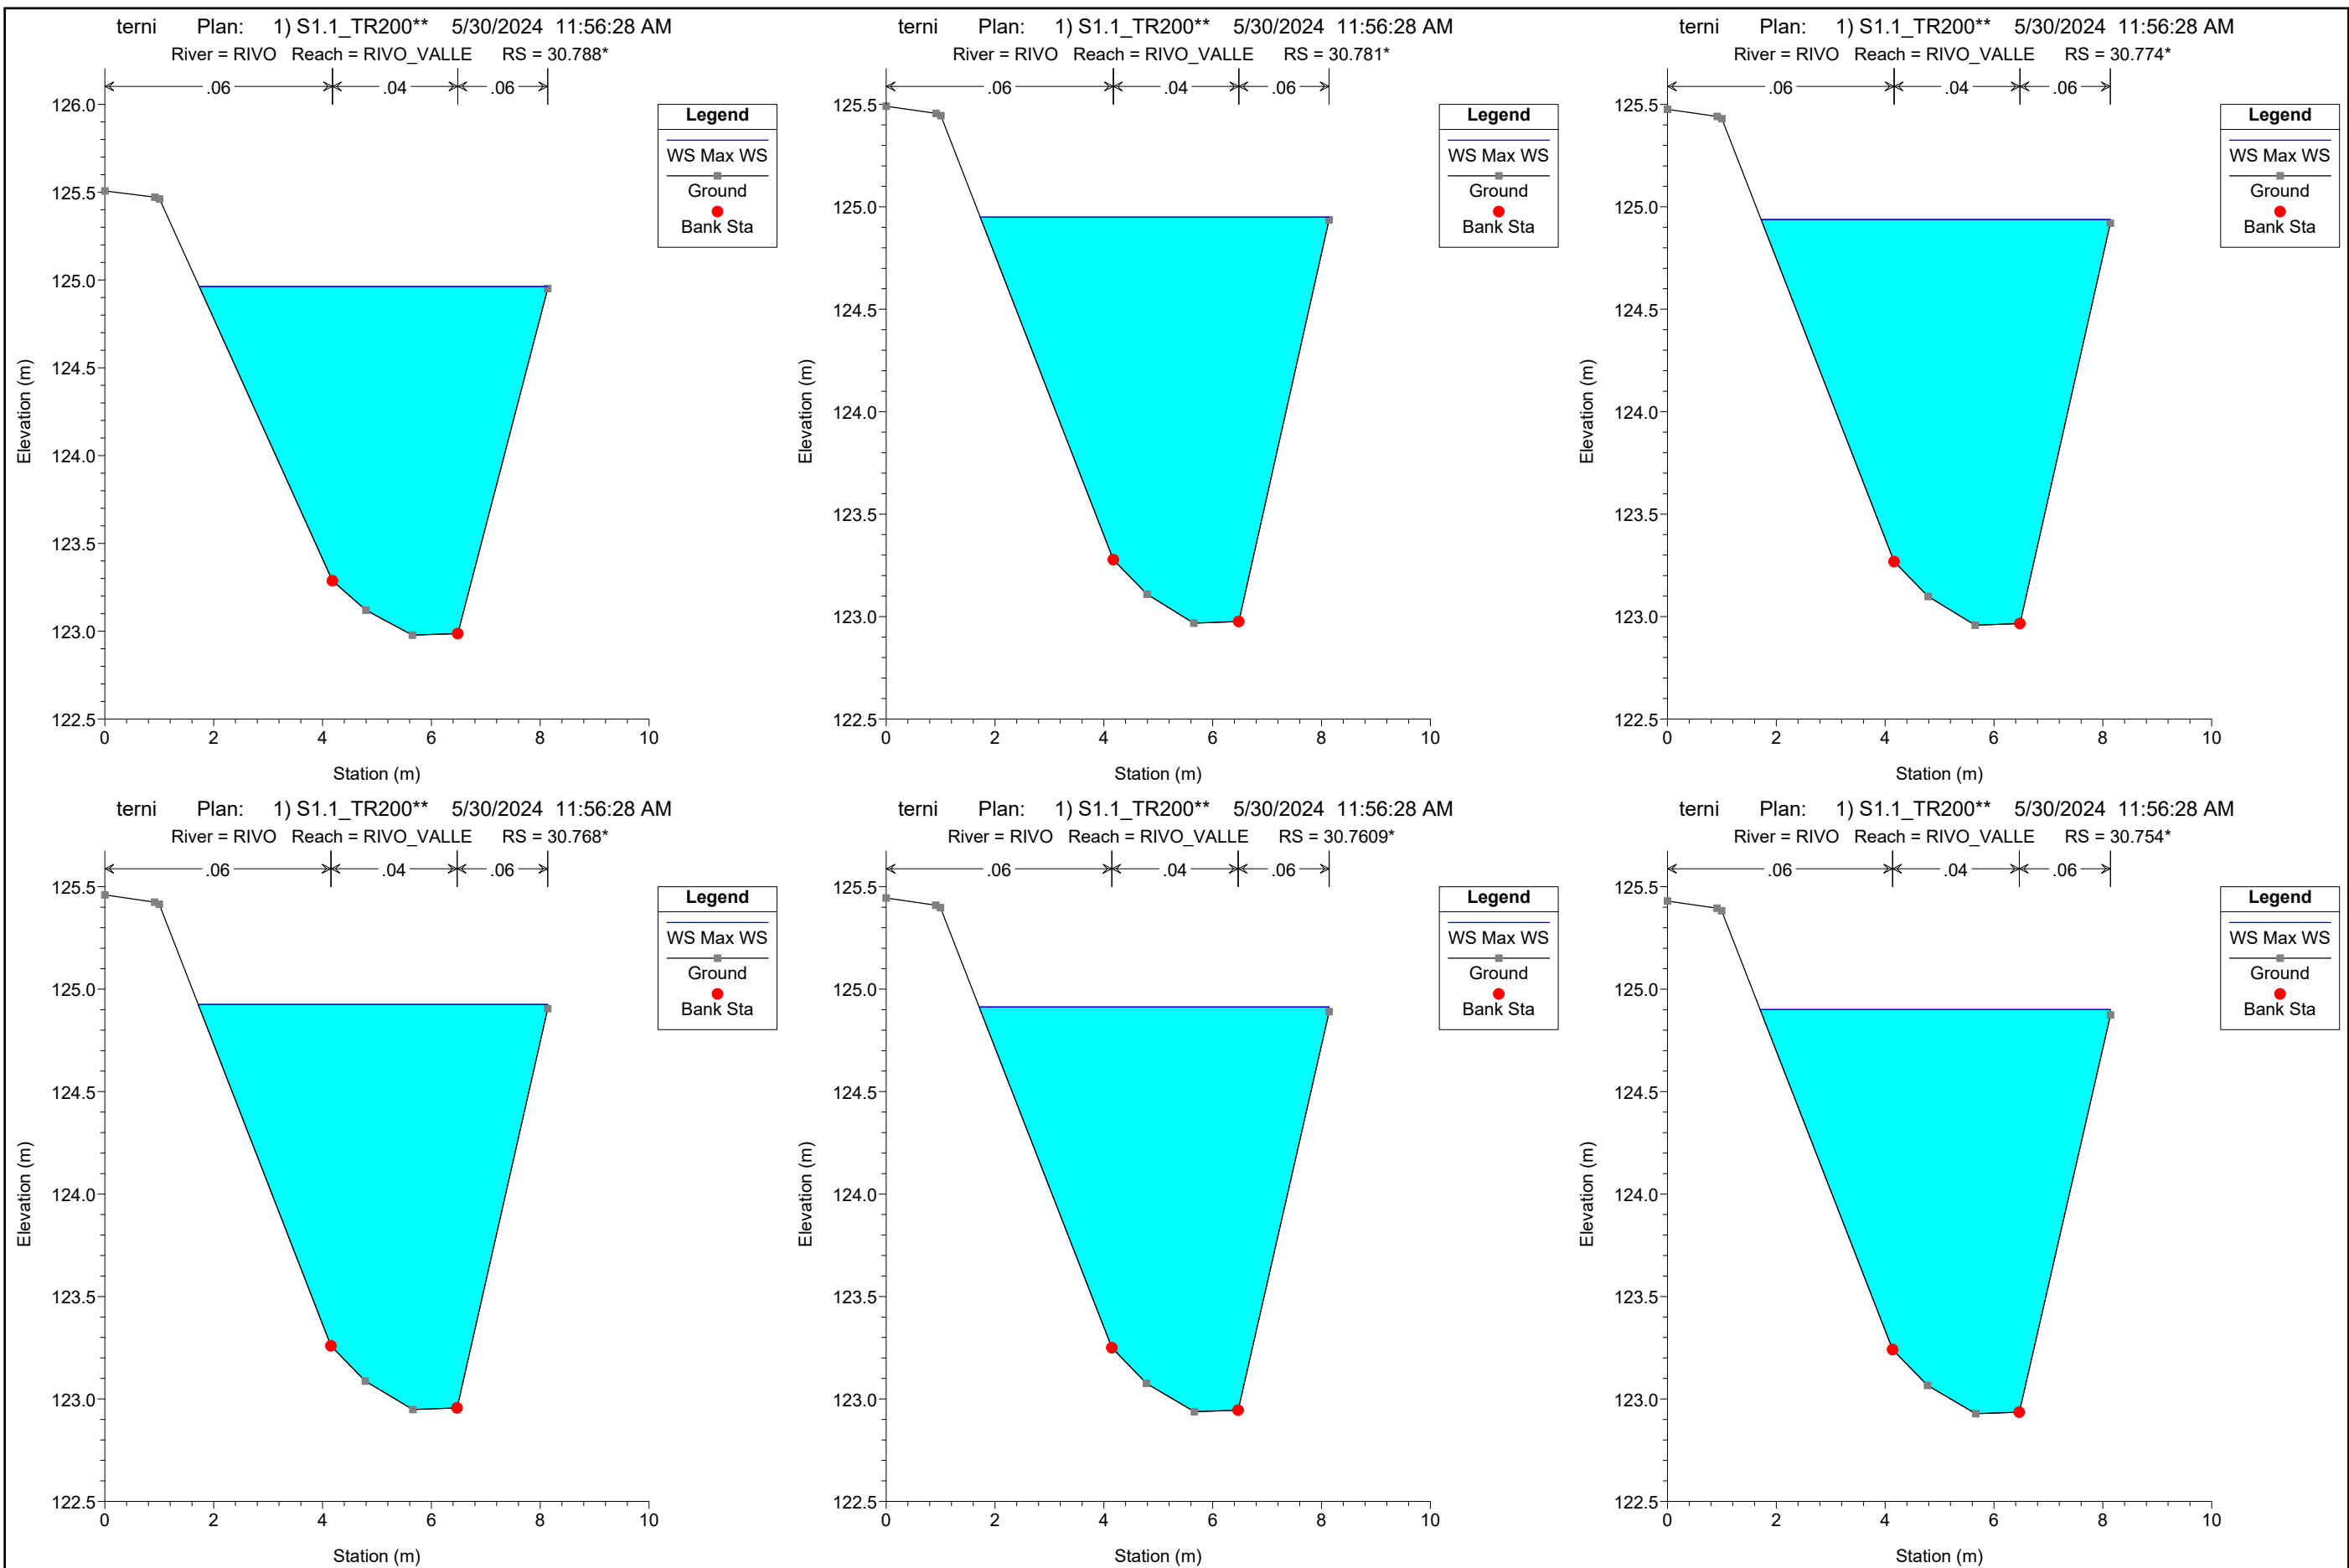 terni Plan: 1) S1.1_TR200** 5/30/2024 11:56:28 AM
River = RIVO Reach = RIVO_VALLE RS = 30.788*
.06 .04 .06
126.0
125.5
125.0
124.5
124.0
123.5
123.0
122.5
0 2 4 6 8 10
Station (m)
Elevation (m)
Legend
WS Max WS
Ground
Bank Sta
terni Plan: 1) S1.1_TR200** 5/30/2024 11:56:28 AM
River = RIVO Reach = RIVO_VALLE RS = 30.781*
.06 .04 .06
125.5
125.0
124.5
124.0
123.5
123.0
122.5
0 2 4 6 8 10
Station (m)
Elevation (m)
Legend
WS Max WS
Ground
Bank Sta
terni Plan: 1) S1.1_TR200** 5/30/2024 11:56:28 AM
River = RIVO Reach = RIVO_VALLE RS = 30.774*
.06 .04 .06
125.5
125.0
124.5
124.0
123.5
123.0
122.5
0 2 4 6 8 10
Station (m)
Elevation (m)
Legend
WS Max WS
Ground
Bank Sta
terni Plan: 1) S1.1_TR200** 5/30/2024 11:56:28 AM
River = RIVO Reach = RIVO_VALLE RS = 30.768*
.06 .04 .06
125.5
125.0
124.5
124.0
123.5
123.0
122.5
0 2 4 6 8 10
Station (m)
Elevation (m)
Legend
WS Max WS
Ground
Bank Sta
terni Plan: 1) S1.1_TR200** 5/30/2024 11:56:28 AM
River = RIVO Reach = RIVO_VALLE RS = 30.7609*
.06 .04 .06
125.5
125.0
124.5
124.0
123.5
123.0
122.5
0 2 4 6 8 10
Station (m)
Elevation (m)
Legend
WS Max WS
Ground
Bank Sta
terni Plan: 1) S1.1_TR200** 5/30/2024 11:56:28 AM
River = RIVO Reach = RIVO_VALLE RS = 30.754*
.06 .04 .06
125.5
125.0
124.5
124.0
123.5
123.0
122.5
0 2 4 6 8 10
Station (m)
Elevation (m)
Legend
WS Max WS
Ground
Bank Sta